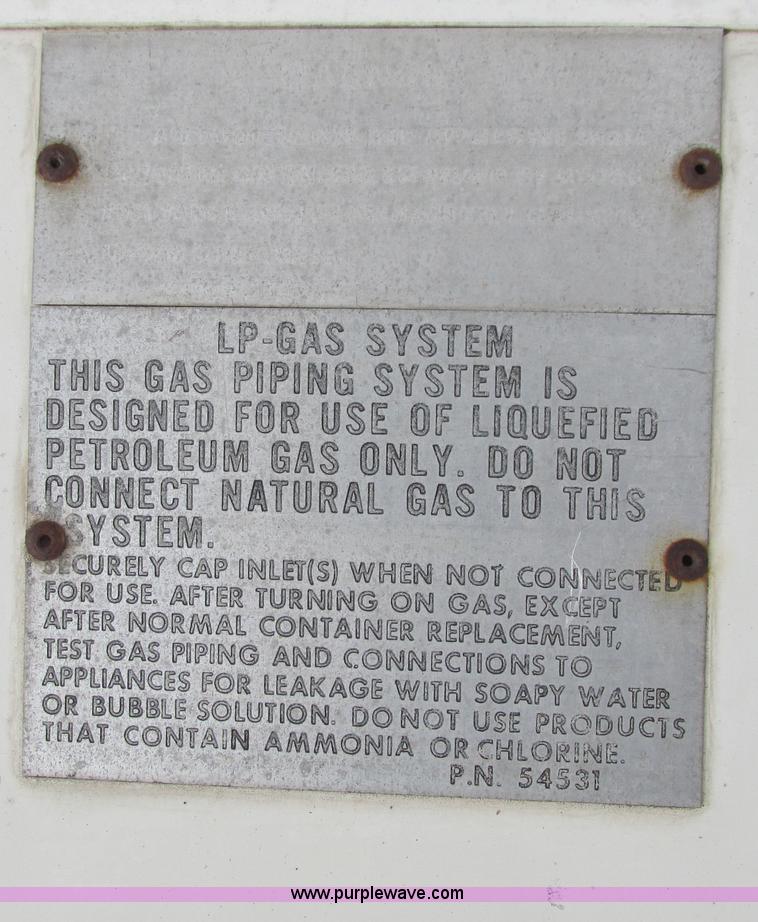 LP-GAS SYSTEM
THIS GAS PIPING SYSTEM IS
DESIGNED FOR USE OF LIQUEFIED
PETROLEUM GAS ONLY. DO NOT
CONNECT NATURAL GAS TO THIS
SYSTEM.
SECURELY CAP INLET(S) WHEN NOT CONNECTED
FOR USE. AFTER TURNING ON GAS, EXCEPT
AFTER NORMAL CONTAINER REPLACEMENT,
TEST GAS PIPING AND CONNECTIONS TO
APPLIANCES FOR LEAKAGE WITH SOAPY WATER
OR BUBBLE SOLUTION. DO NOT USE PRODUCTS
THAT CONTAIN AMMONIA OR CHLORINE.
P.N. 54531
www.purplewave.com